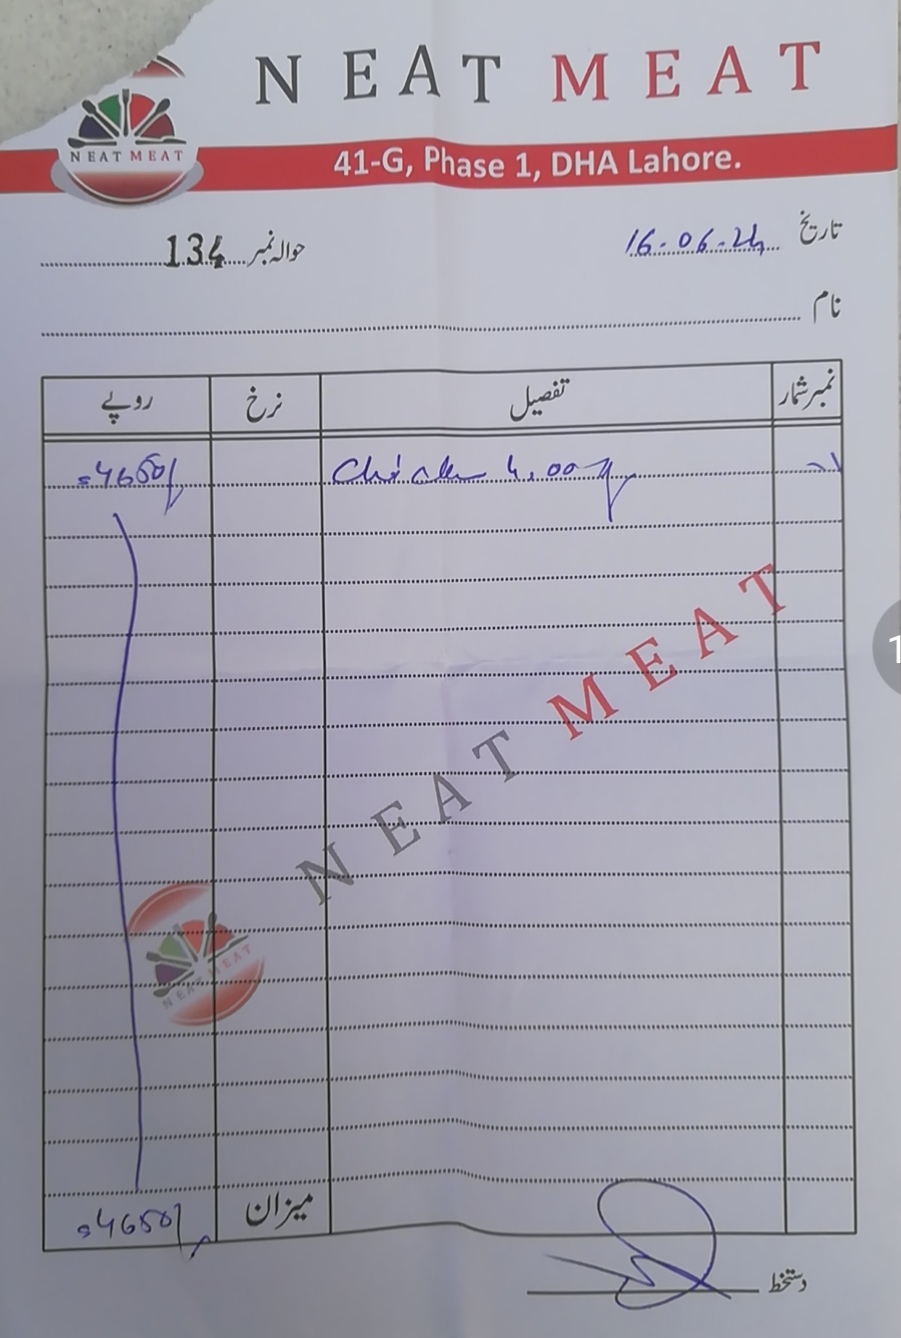 NEAT MEAT
NEAT MEAT
41-G, Phase 1, DHA Lahore.
تاریخ 16-06-24
حوالہ نمبر 134
نام
نمبر شمار تفصیل نرخ روپے
Chicken 4.00 4650/
NEAT MEAT
NEAT MEAT
میزان 4650/
دستخط
1